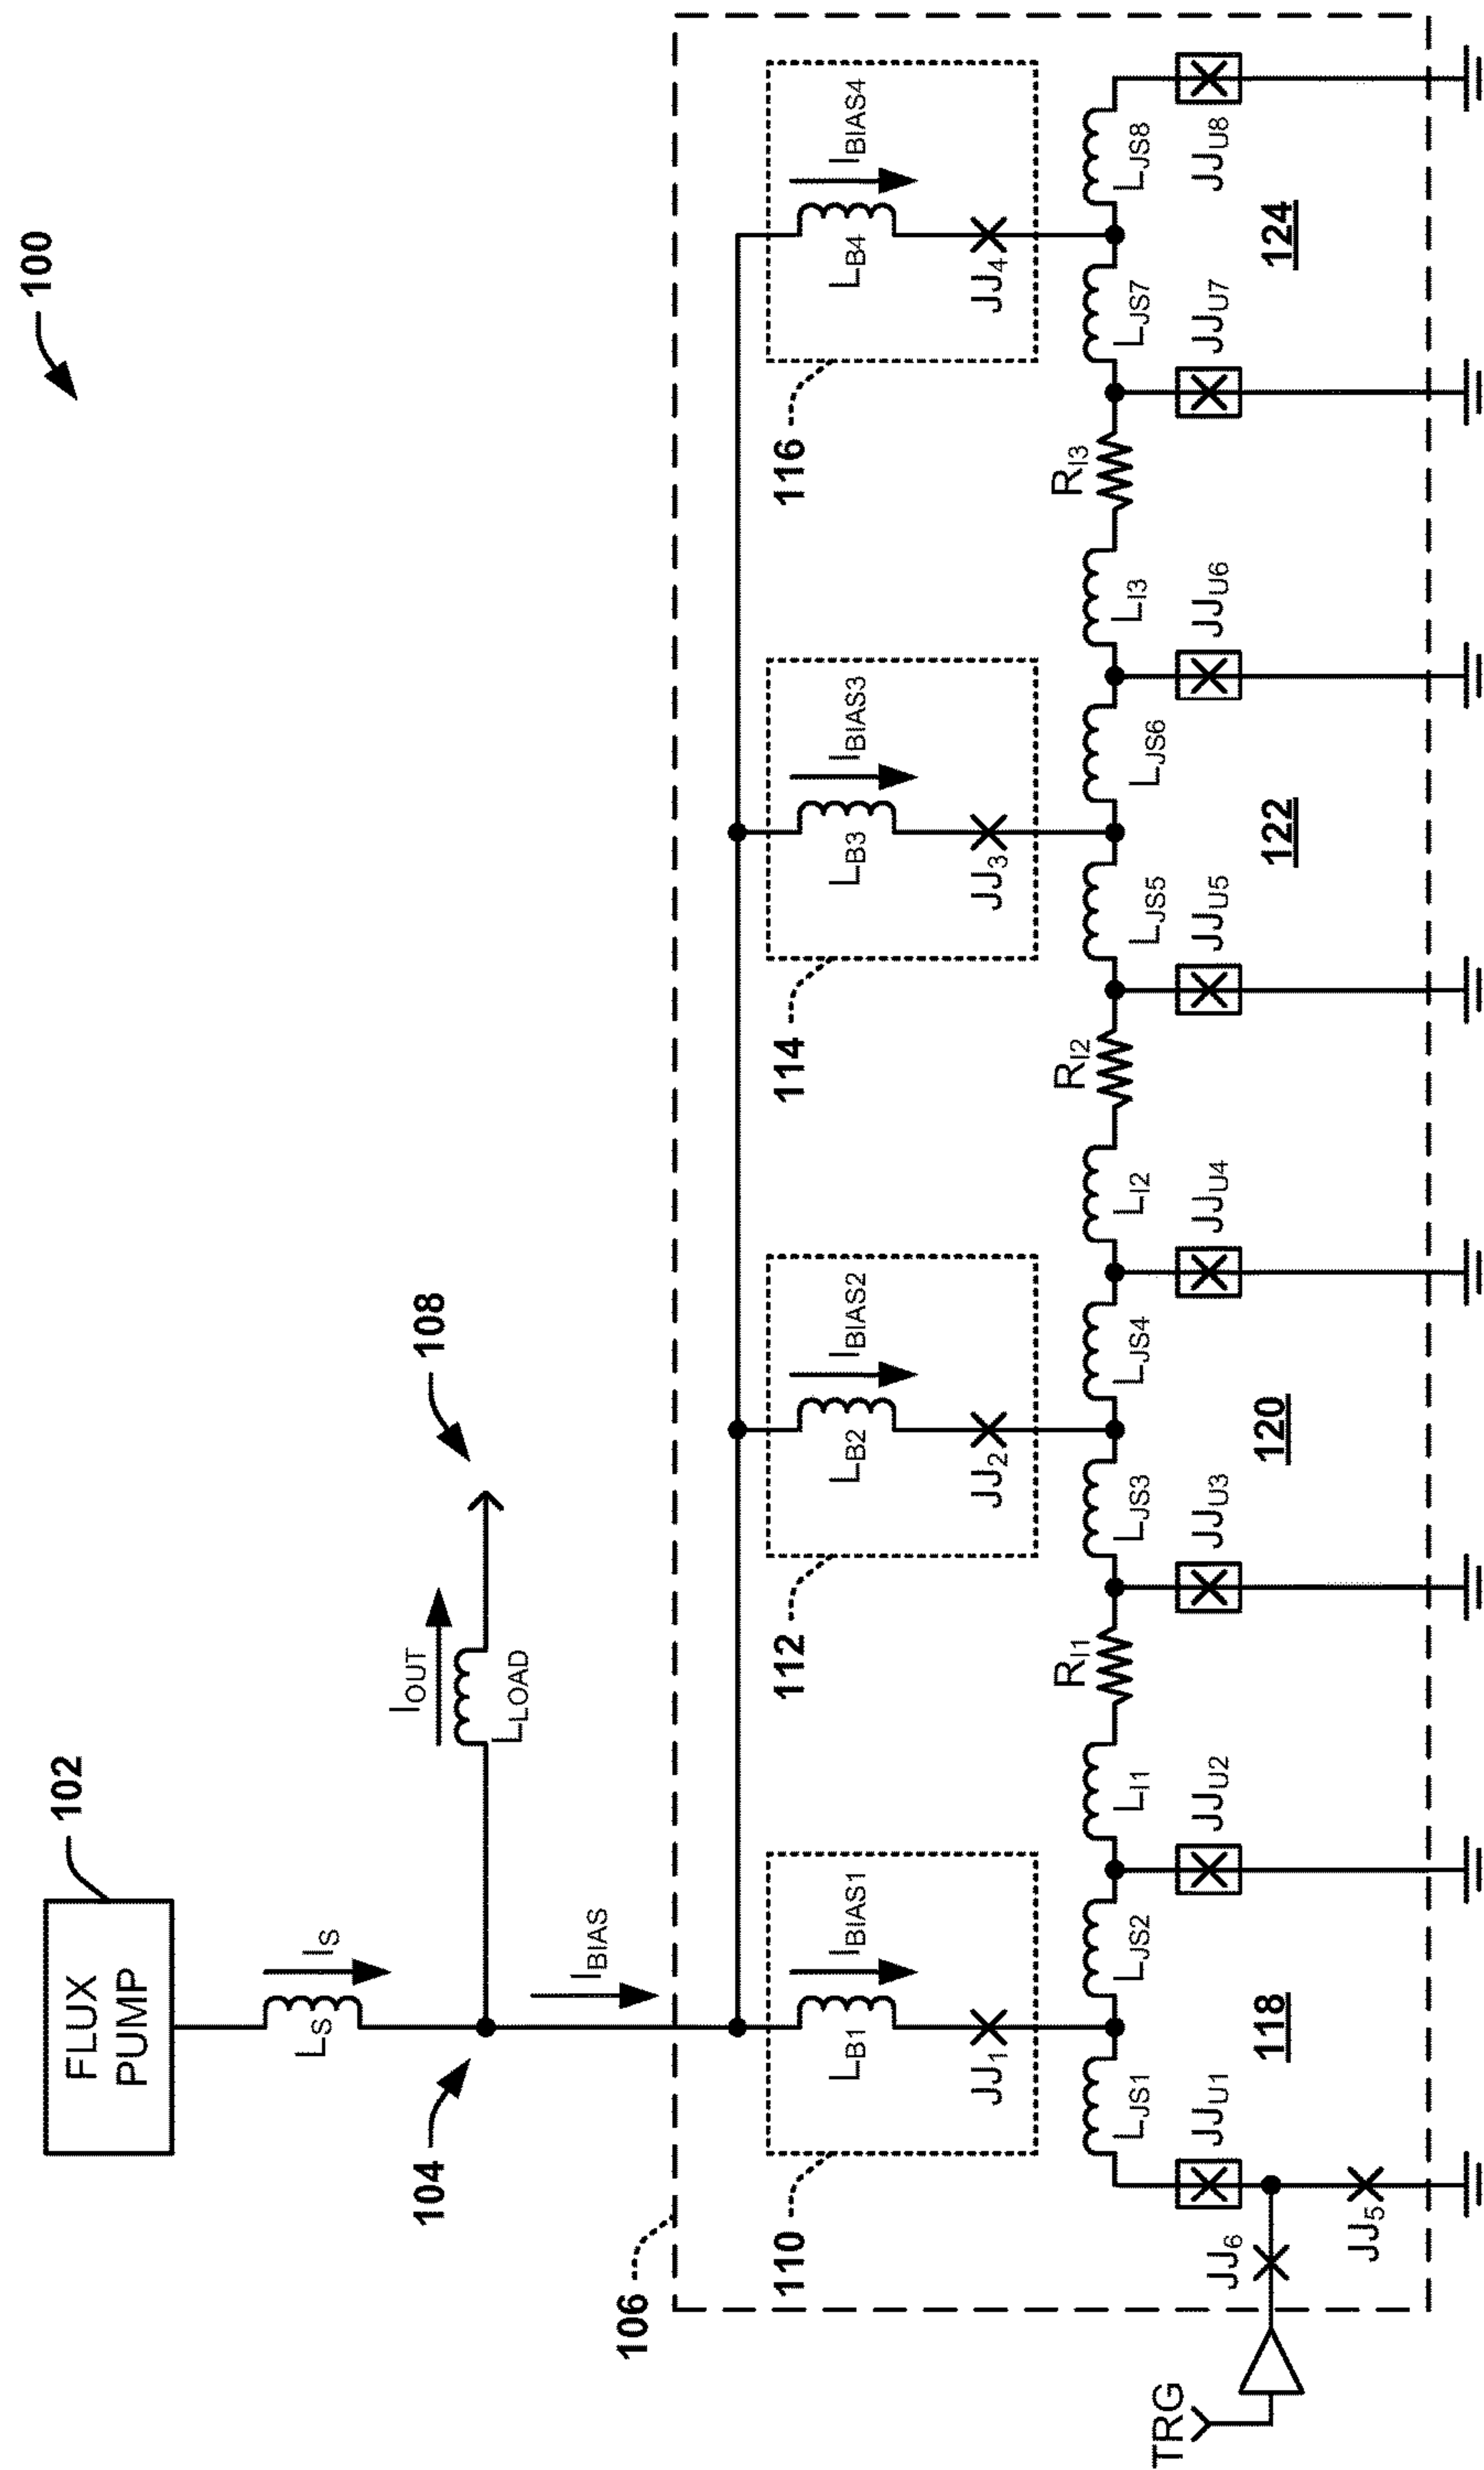 100
102
FLUX
PUMP
L_S
I_S
104
I_OUT
L_LOAD
108
I_BIAS
106
110
L_B1
I_BIAS1
JJ_1
112
L_B2
I_BIAS2
JJ_2
114
L_B3
I_BIAS3
JJ_3
116
L_B4
I_BIAS4
JJ_4
L_JS1
L_JS2
L_I1
R_I1
L_JS3
L_JS4
L_I2
R_I2
L_JS5
L_JS6
L_I3
R_I3
L_JS7
L_JS8
JJ_U1
JJ_U2
JJ_U3
JJ_U4
JJ_U5
JJ_U6
JJ_U7
JJ_U8
118
120
122
124
TRG
JJ_6
JJ_5